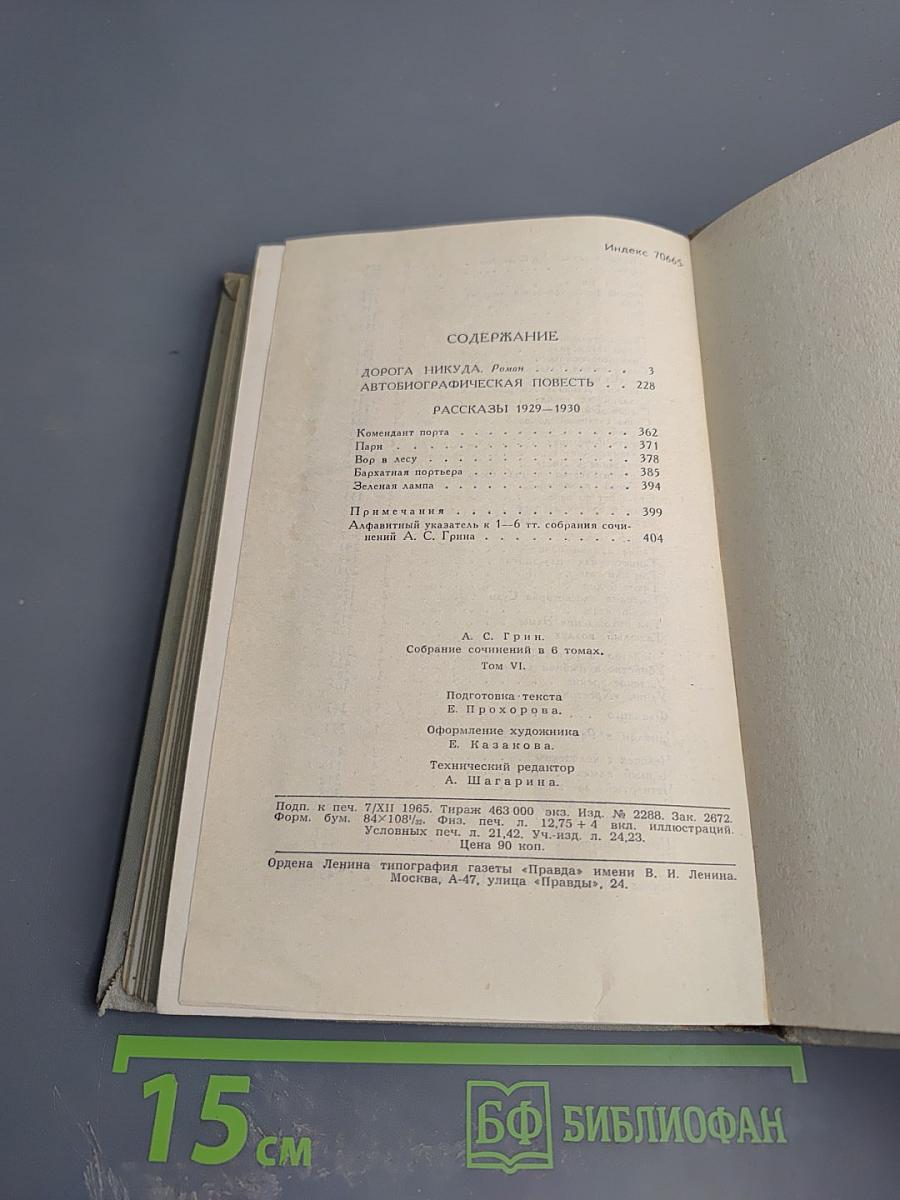 Индекс 70665
СОДЕРЖАНИЕ
ДОРОГА НИКУДА. Роман . . . . . . . 3
АВТОБИОГРАФИЧЕСКАЯ ПОВЕСТЬ . . 228
РАССКАЗЫ 1929—1930
Комендант порта . . . . . . . . . . . . 362
Пари . . . . . . . . . . . . . . . . 371
Вор в лесу . . . . . . . . . . . . . . 378
Бархатная портьера . . . . . . . . . . . 385
Зеленая лампа . . . . . . . . . . . . . 394
Примечания . . . . . . . . . . . 399
Алфавитный указатель к 1—6 тт. собрания сочи-
нений А. С. Грина . . . . . . . . . . 404
А. С. Грин.
Собрание сочинений в 6 томах.
Том VI.
Подготовка текста
Е. Прохорова.
Оформление художника
Е. Казакова.
Технический редактор
А. Шагарина.
Подп. к печ. 7/XII 1965. Тираж 463 000 экз. Изд. № 2288. Зак. 2672.
Форм. бум. 84×108¹/₃₂. Физ. печ. л. 12,75 + 4 вкл. иллюстраций.
Условных печ. л. 21,42. Уч.-изд. л. 24,23.
Цена 90 коп.
Ордена Ленина типография газеты «Правда» имени В. И. Ленина.
Москва, А-47, улица «Правды», 24.
15 см
БФ БИБЛИОФАН